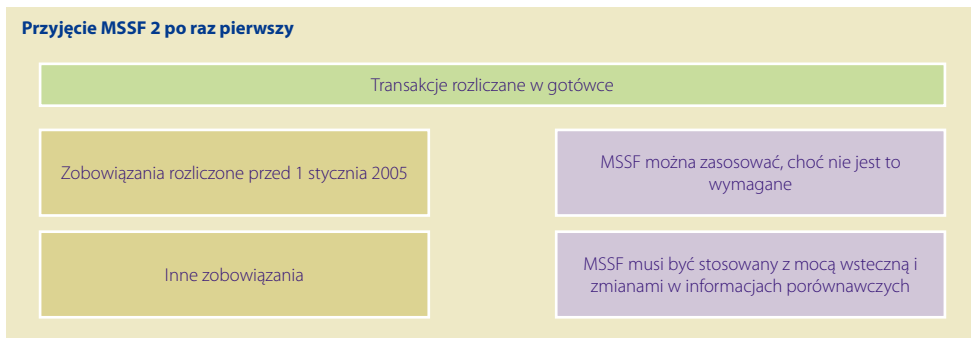 Przyjęcie MSSF 2 po raz pierwszy
Transakcje rozliczane w gotówce
Zobowiązania rozliczone przed 1 stycznia 2005
MSSF można zasosować, choć nie jest to
wymagane
Inne zobowiązania
MSSF musi być stosowany z mocą wsteczną i
zmianami w informacjach porównawczych